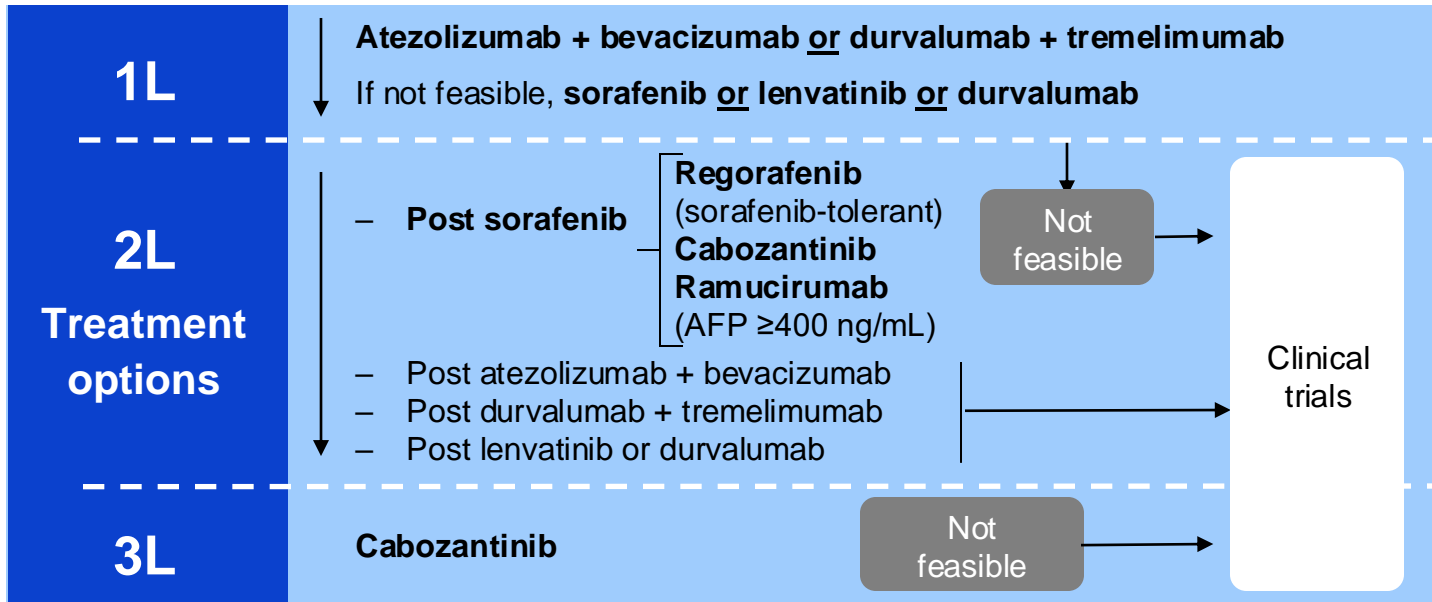 1L
Atezolizumab + bevacizumab or durvalumab + tremelimumab
If not feasible, sorafenib or lenvatinib or durvalumab
2L
Treatment
options
– Post sorafenib
Regorafenib
(sorafenib-tolerant)
Cabozantinib
Ramucirumab
(AFP ≥400 ng/mL)
Not
feasible
– Post atezolizumab + bevacizumab
– Post durvalumab + tremelimumab
– Post lenvatinib or durvalumab
Clinical
trials
3L
Cabozantinib
Not
feasible